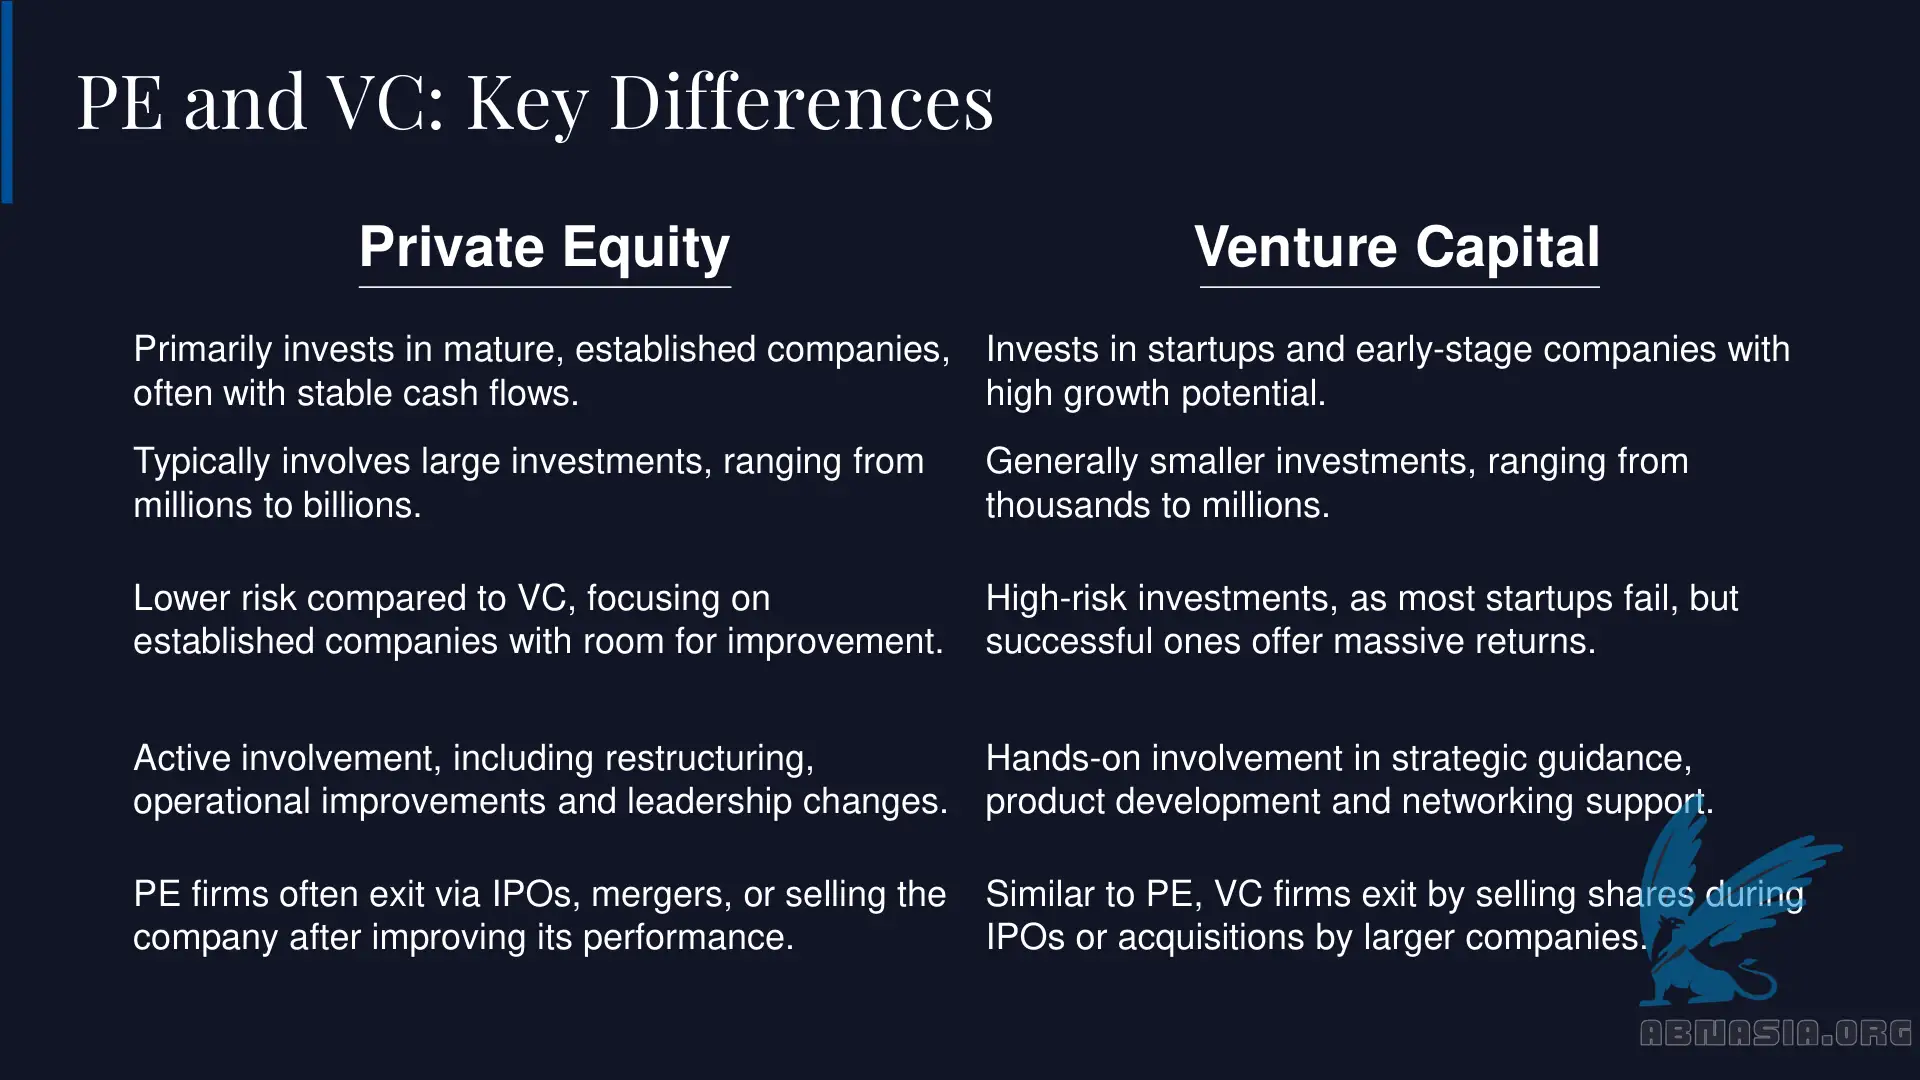 PE and VC: Key Differences
Private Equity
Venture Capital
Primarily invests in mature, established companies,
often with stable cash flows.
Invests in startups and early-stage companies with
high growth potential.
Typically involves large investments, ranging from
millions to billions.
Generally smaller investments, ranging from
thousands to millions.
Lower risk compared to VC, focusing on
established companies with room for improvement.
High-risk investments, as most startups fail, but
successful ones offer massive returns.
Active involvement, including restructuring,
operational improvements and leadership changes.
Hands-on involvement in strategic guidance,
product development and networking support.
PE firms often exit via IPOs, mergers, or selling the
company after improving its performance.
Similar to PE, VC firms exit by selling shares during
IPOs or acquisitions by larger companies.
ABNASIA.ORG